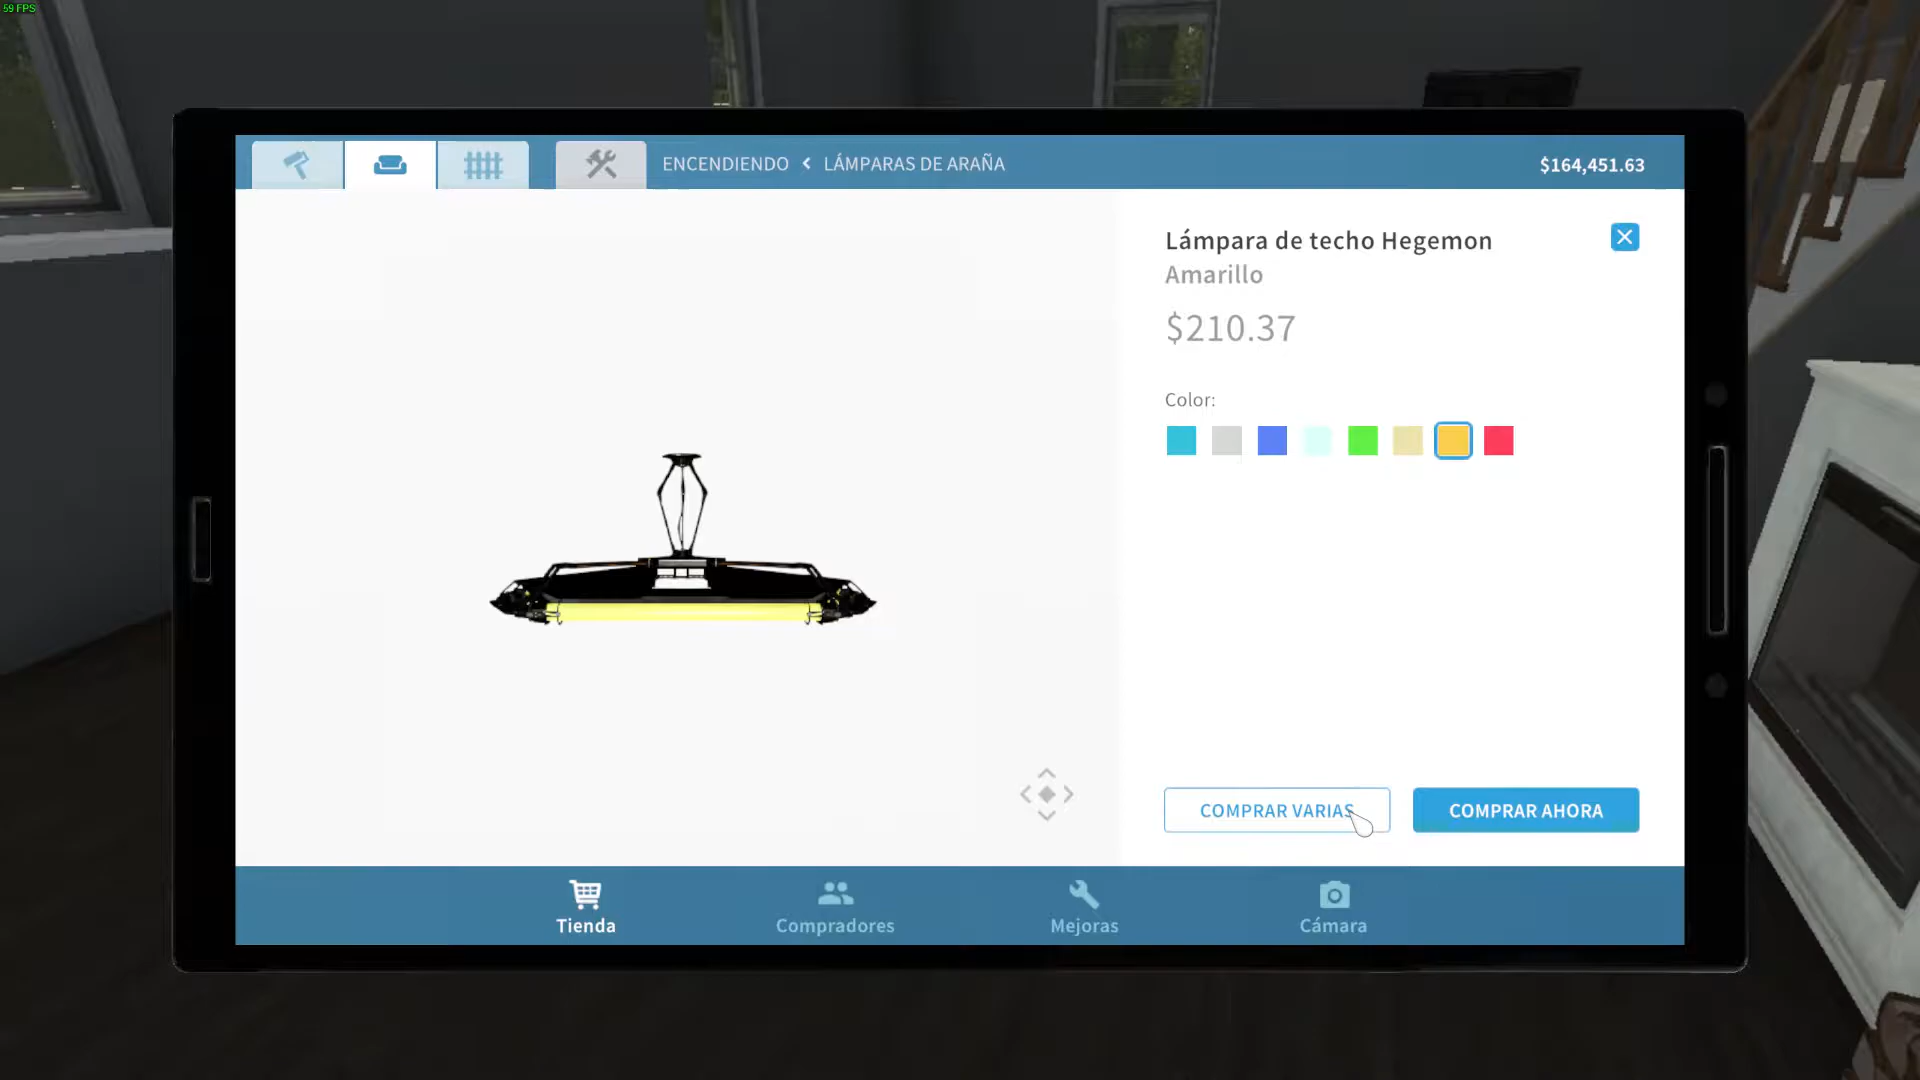 59 FPS
ENCENDIENDO < LÁMPARAS DE ARAÑA
$164,451.63
Lámpara de techo Hegemon
Amarillo
$210.37
Color:
COMPRAR VARIAS
COMPRAR AHORA
Tienda
Compradores
Mejoras
Cámara